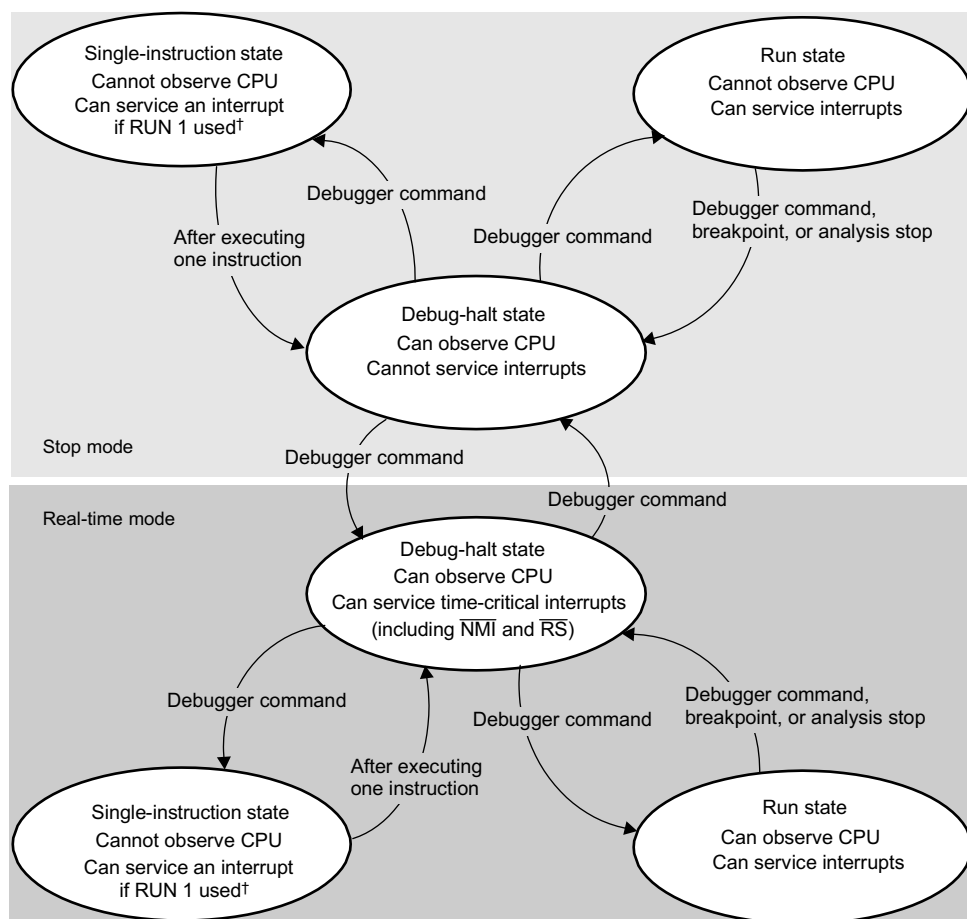 Single-instruction state
Cannot observe CPU
Can service an interrupt
if RUN 1 used†
Run state
Cannot observe CPU
Can service interrupts
Debugger command
After executing
one instruction
Debugger command
Debugger command,
breakpoint, or analysis stop
Debug-halt state
Can observe CPU
Cannot service interrupts
Stop mode
Debugger command
Debugger command
Real-time mode
Debug-halt state
Can observe CPU
Can service time-critical interrupts
(including N̅M̅I̅ and R̅S̅)
Debugger command
After executing
one instruction
Debugger command
Debugger command,
breakpoint, or analysis stop
Single-instruction state
Cannot observe CPU
Can service an interrupt
if RUN 1 used†
Run state
Can observe CPU
Can service interrupts